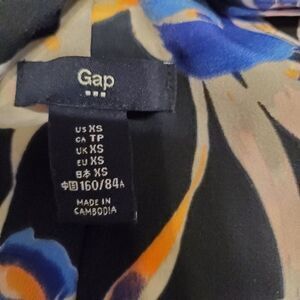 Gap
US XS
CA TP
UK XS
EU XS
日本 XS
中国 160/84A
MADE IN
CAMBODIA